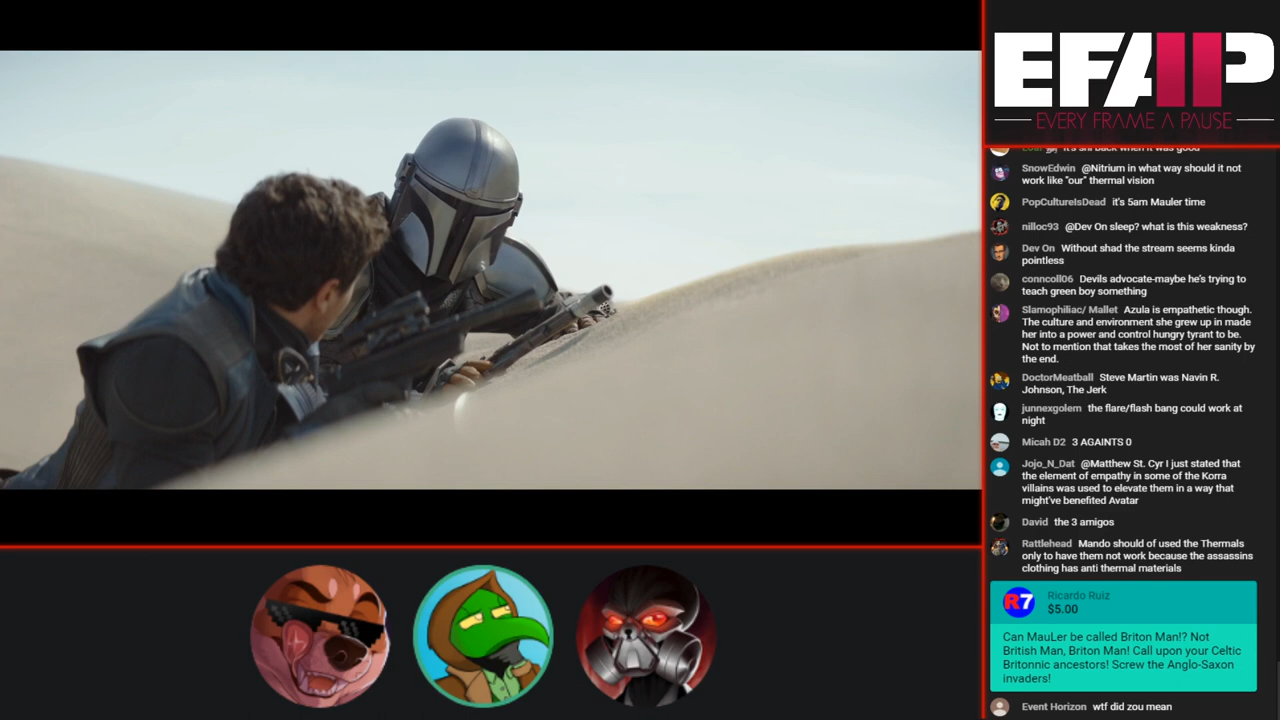 EFAP
EVERY FRAME A PAUSE
it's shi back when it was good
SnowEdwin @Nitrium in what way should it not
work like "our" thermal vision
PopCultureIsDead it's 5am Mauler time
nilloc93 @Dev On sleep? what is this weakness?
Dev On Without shad the stream seems kinda
pointless
conncoll06 Devils advocate-maybe he's trying to
teach green boy something
Slamophiliac/ Mallet Azula is empathetic though.
The culture and environment she grew up in made
her into a power and control hungry tyrant to be.
Not to mention that takes the most of her sanity by
the end.
DoctorMeatball Steve Martin was Navin R.
Johnson, The Jerk
junnexgolem the flare/flash bang could work at
night
Micah D2 3 AGAINTS 0
Jojo_N_Dat @Matthew St. Cyr I just stated that
the element of empathy in some of the Korra
villains was used to elevate them in a way that
might've benefited Avatar
David the 3 amigos
Rattlehead Mando should of used the Thermals
only to have them not work because the assassins
clothing has anti thermal materials
R7
Ricardo Ruiz
$5.00
Can MauLer be called Briton Man!? Not
British Man, Briton Man! Call upon your Celtic
Britonnic ancestors! Screw the Anglo-Saxon
invaders!
Event Horizon wtf did zou mean